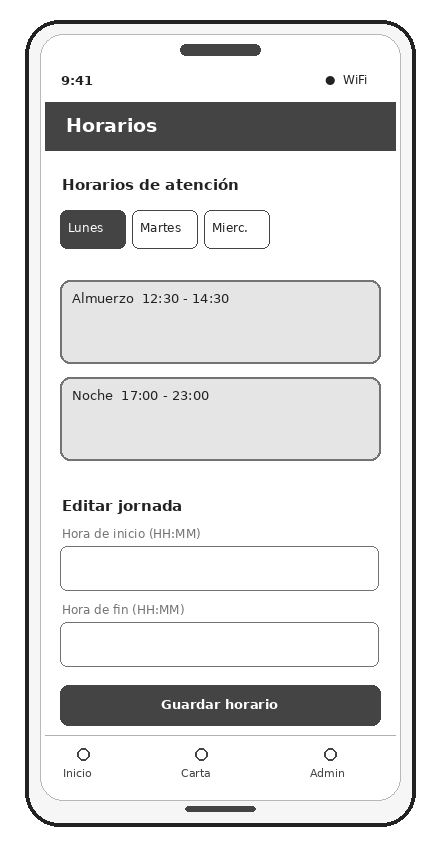 9:41 WiFi
Horarios
Horarios de atención
Lunes Martes Mierc.
Almuerzo 12:30 - 14:30
Noche 17:00 - 23:00
Editar jornada
Hora de inicio (HH:MM)
Hora de fin (HH:MM)
Guardar horario
Inicio Carta Admin